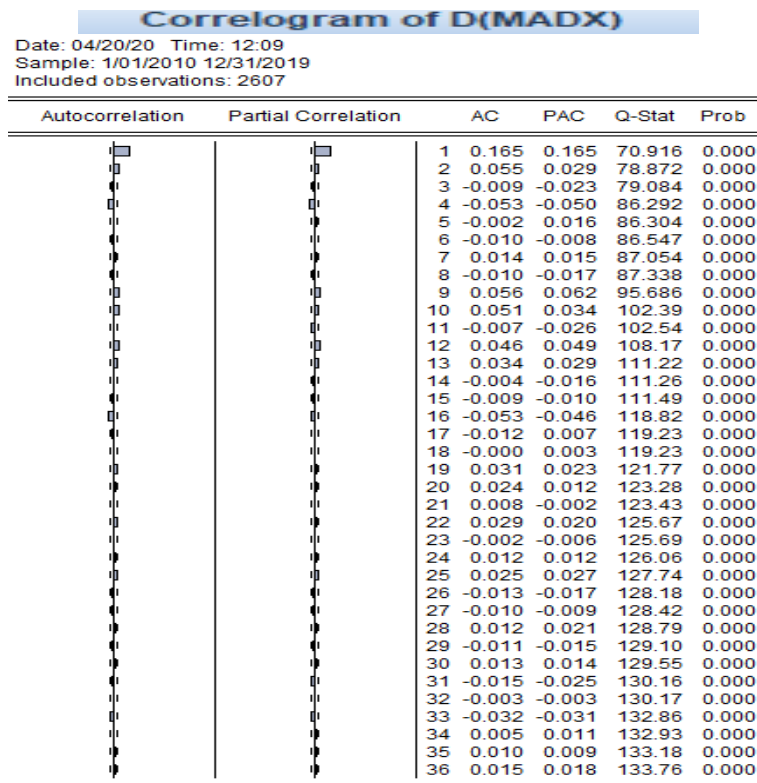 Correlogram of D(MADX)
Date: 04/20/20 Time: 12:09
Sample: 1/01/2010 12/31/2019
Included observations: 2607
Autocorrelation Partial Correlation AC PAC Q-Stat Prob
1 0.165 0.165 70.916 0.000
2 0.055 0.029 78.872 0.000
3 -0.009 -0.023 79.084 0.000
4 -0.053 -0.050 86.292 0.000
5 -0.002 0.016 86.304 0.000
6 -0.010 -0.008 86.547 0.000
7 0.014 0.015 87.054 0.000
8 -0.010 -0.017 87.338 0.000
9 0.056 0.062 95.686 0.000
10 0.051 0.034 102.39 0.000
11 -0.007 -0.026 102.54 0.000
12 0.046 0.049 108.17 0.000
13 0.034 0.029 111.22 0.000
14 -0.004 -0.016 111.26 0.000
15 -0.009 -0.010 111.49 0.000
16 -0.053 -0.046 118.82 0.000
17 -0.012 0.007 119.23 0.000
18 -0.000 0.003 119.23 0.000
19 0.031 0.023 121.77 0.000
20 0.024 0.012 123.28 0.000
21 0.008 -0.002 123.43 0.000
22 0.029 0.020 125.67 0.000
23 -0.002 -0.006 125.69 0.000
24 0.012 0.012 126.06 0.000
25 0.025 0.027 127.74 0.000
26 -0.013 -0.017 128.18 0.000
27 -0.010 -0.009 128.42 0.000
28 0.012 0.021 128.79 0.000
29 -0.011 -0.015 129.10 0.000
30 0.013 0.014 129.55 0.000
31 -0.015 -0.025 130.16 0.000
32 -0.003 -0.003 130.17 0.000
33 -0.032 -0.031 132.86 0.000
34 0.005 0.011 132.93 0.000
35 0.010 0.009 133.18 0.000
36 0.015 0.018 133.76 0.000